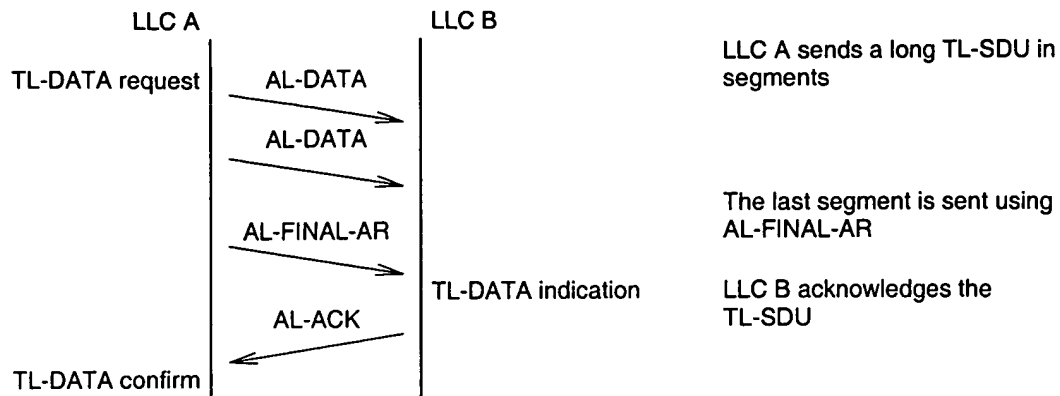 LLC A
LLC B
LLC A sends a long TL-SDU in
segments
TL-DATA request
AL-DATA
AL-DATA
The last segment is sent using
AL-FINAL-AR
AL-FINAL-AR
TL-DATA indication
LLC B acknowledges the
TL-SDU
AL-ACK
TL-DATA confirm